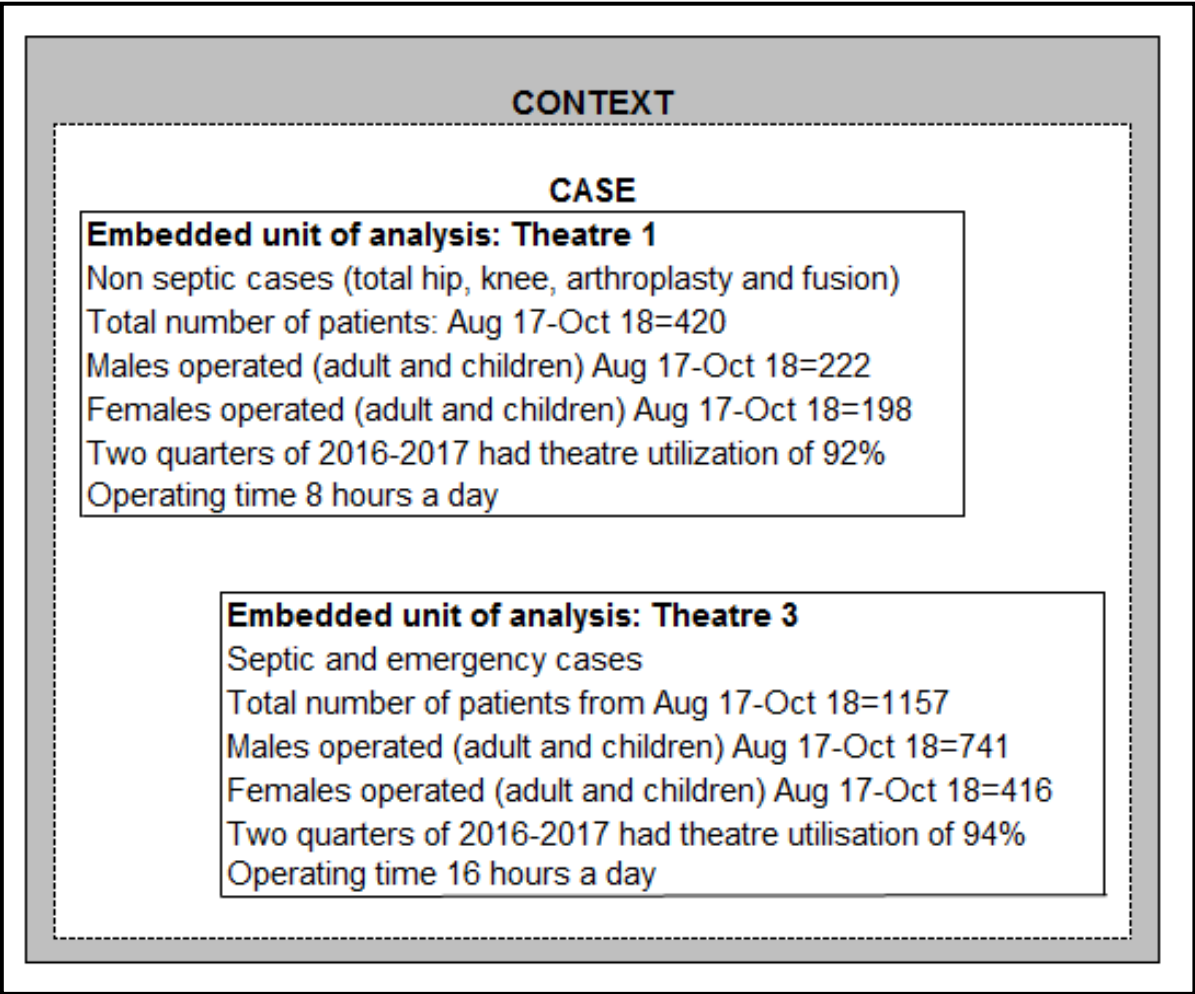 CONTEXT
CASE
Embedded unit of analysis: Theatre 1
Non septic cases (total hip, knee, arthroplasty and fusion)
Total number of patients: Aug 17-Oct 18=420
Males operated (adult and children) Aug 17-Oct 18=222
Females operated (adult and children) Aug 17-Oct 18=198
Two quarters of 2016-2017 had theatre utilization of 92%
Operating time 8 hours a day
Embedded unit of analysis: Theatre 3
Septic and emergency cases
Total number of patients from Aug 17-Oct 18=1157
Males operated (adult and children) Aug 17-Oct 18=741
Females operated (adult and children) Aug 17-Oct 18=416
Two quarters of 2016-2017 had theatre utilisation of 94%
Operating time 16 hours a day